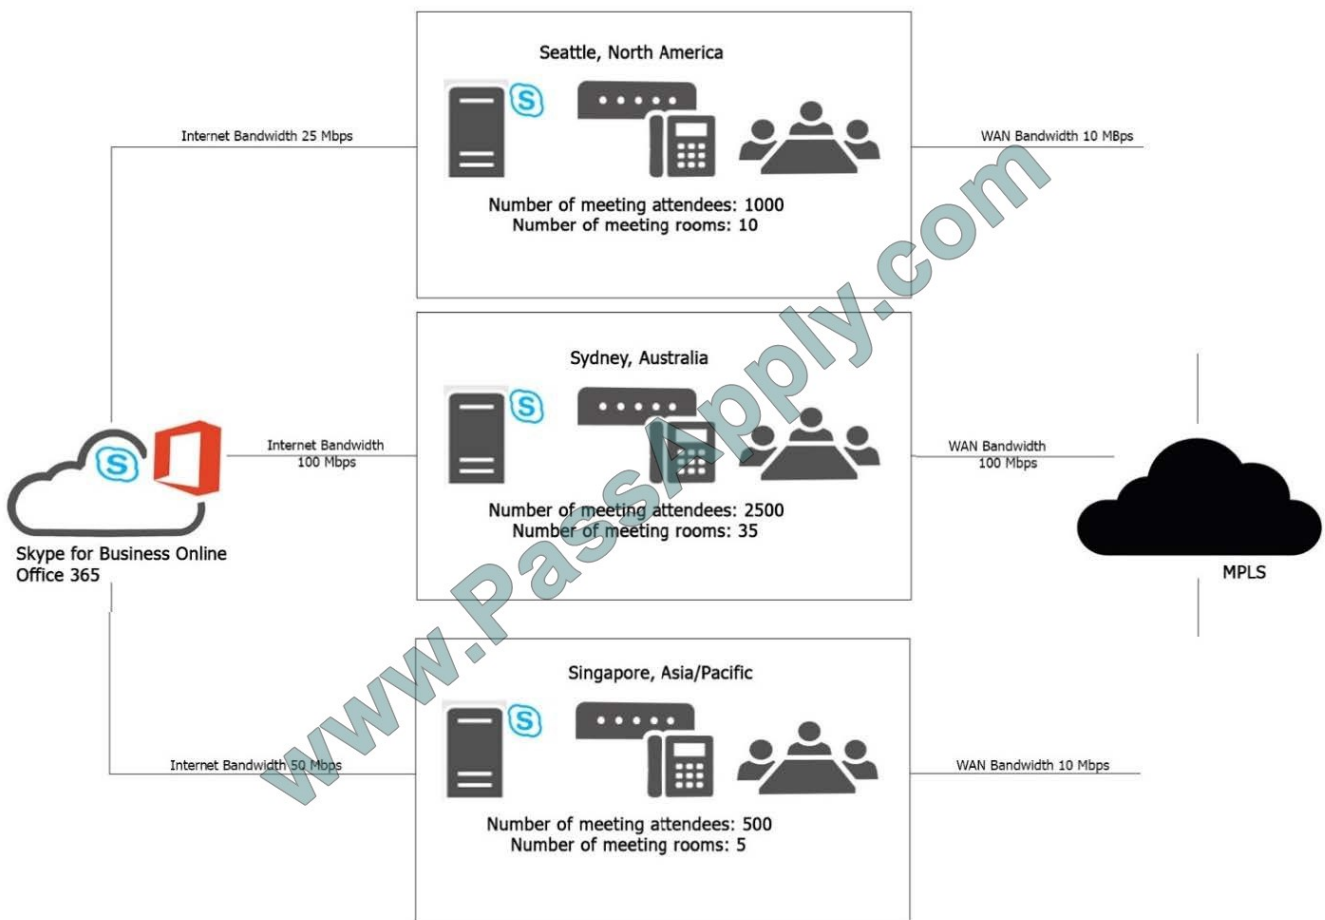 Seattle, North America
Internet Bandwidth 25 Mbps
WAN Bandwidth 10 MBps
Number of meeting attendees: 1000
Number of meeting rooms: 10
Sydney, Australia
Internet Bandwidth
100 Mbps
WAN Bandwidth
100 Mbps
Number of meeting attendees: 2500
Number of meeting rooms: 35
Skype for Business Online
Office 365
MPLS
Singapore, Asia/Pacific
Internet Bandwidth 50 Mbps
WAN Bandwidth 10 Mbps
Number of meeting attendees: 500
Number of meeting rooms: 5
www.PassApply.com